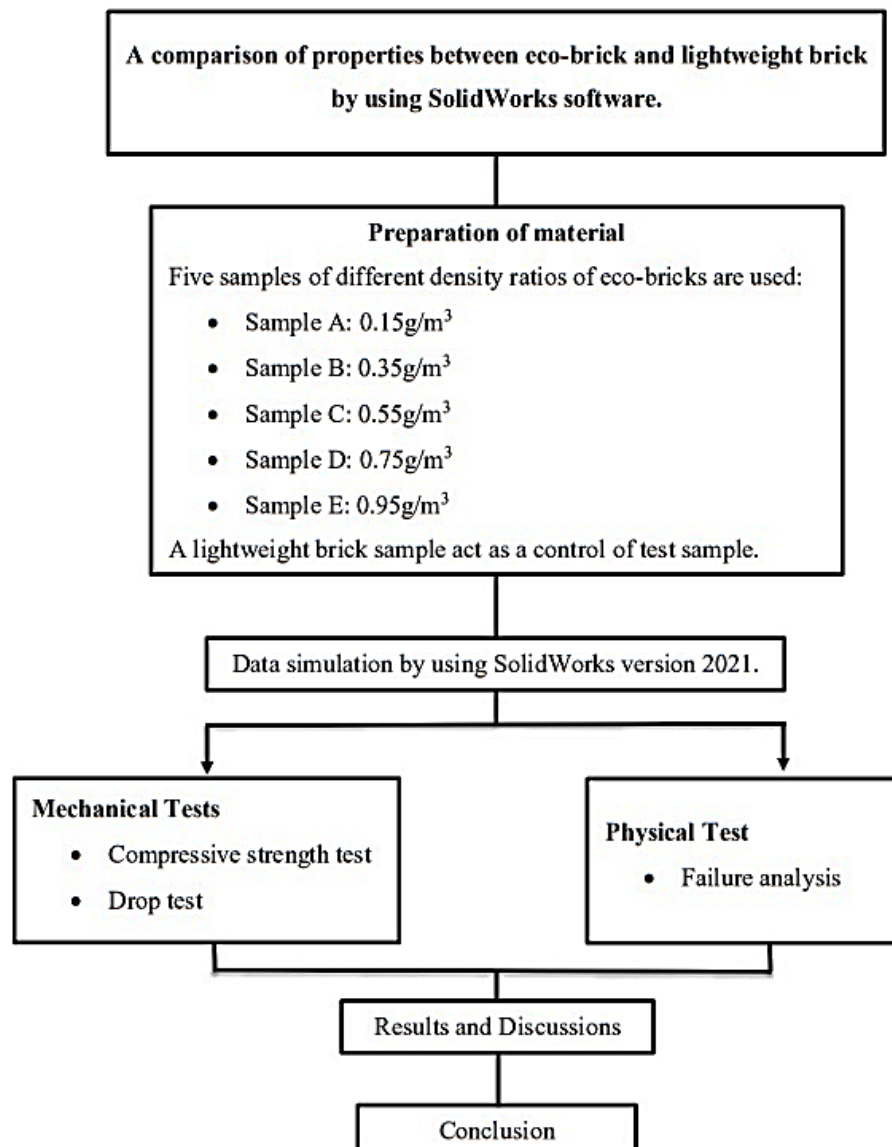 A comparison of properties between eco-brick and lightweight brick
by using SolidWorks software.
Preparation of material
Five samples of different density ratios of eco-bricks are used:
• Sample A: 0.15g/m³
• Sample B: 0.35g/m³
• Sample C: 0.55g/m³
• Sample D: 0.75g/m³
• Sample E: 0.95g/m³
A lightweight brick sample act as a control of test sample.
Data simulation by using SolidWorks version 2021.
Mechanical Tests
• Compressive strength test
• Drop test
Physical Test
• Failure analysis
Results and Discussions
Conclusion